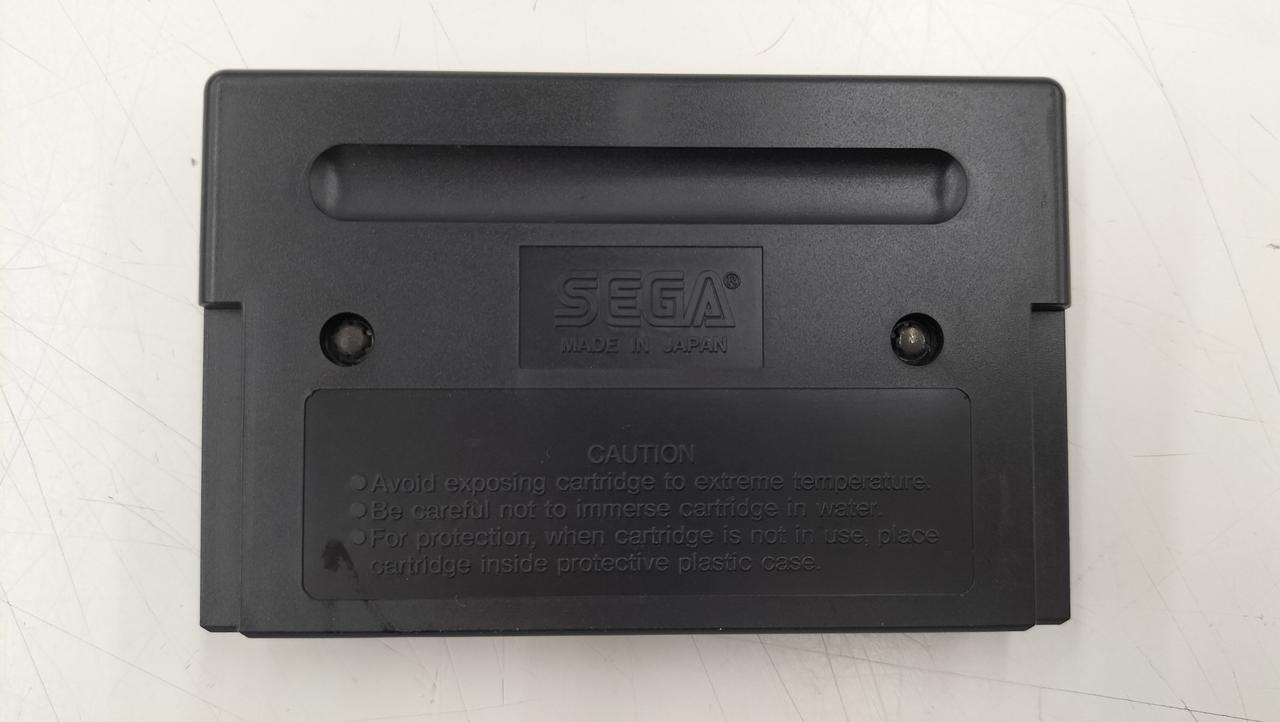 SEGA®
MADE IN JAPAN
CAUTION
●Avoid exposing cartridge to extreme temperature.
●Be careful not to immerse cartridge in water.
●For protection, when cartridge is not in use, place
cartridge inside protective plastic case.